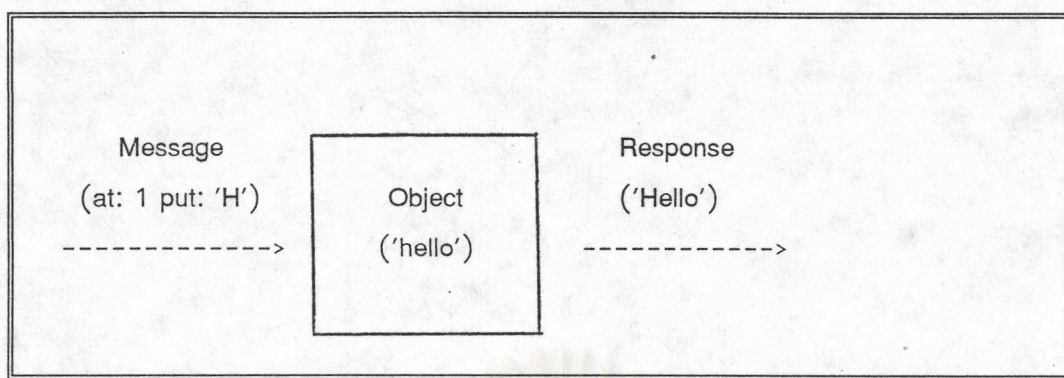 Message
(at: 1 put: 'H')
Object
('hello')
Response
('Hello')